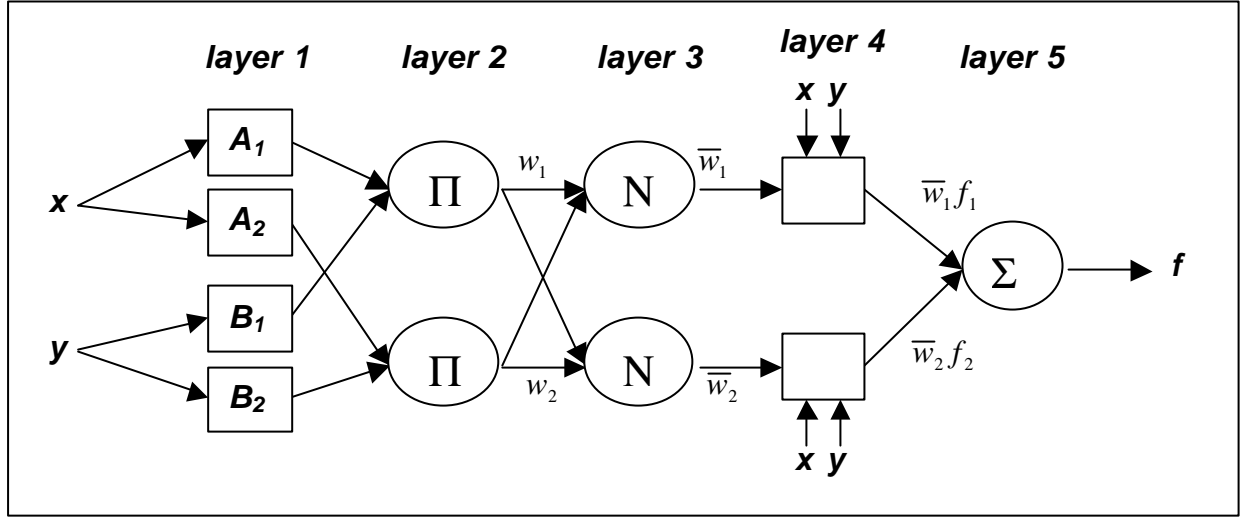 layer 1 layer 2 layer 3 layer 4 layer 5
x y
A₁
w₁ w̅₁
Π N
w̅₁f₁
x
A₂
Σ f
B₁
y
w̅₂f₂
Π N
B₂
w₂ w̅₂
x y